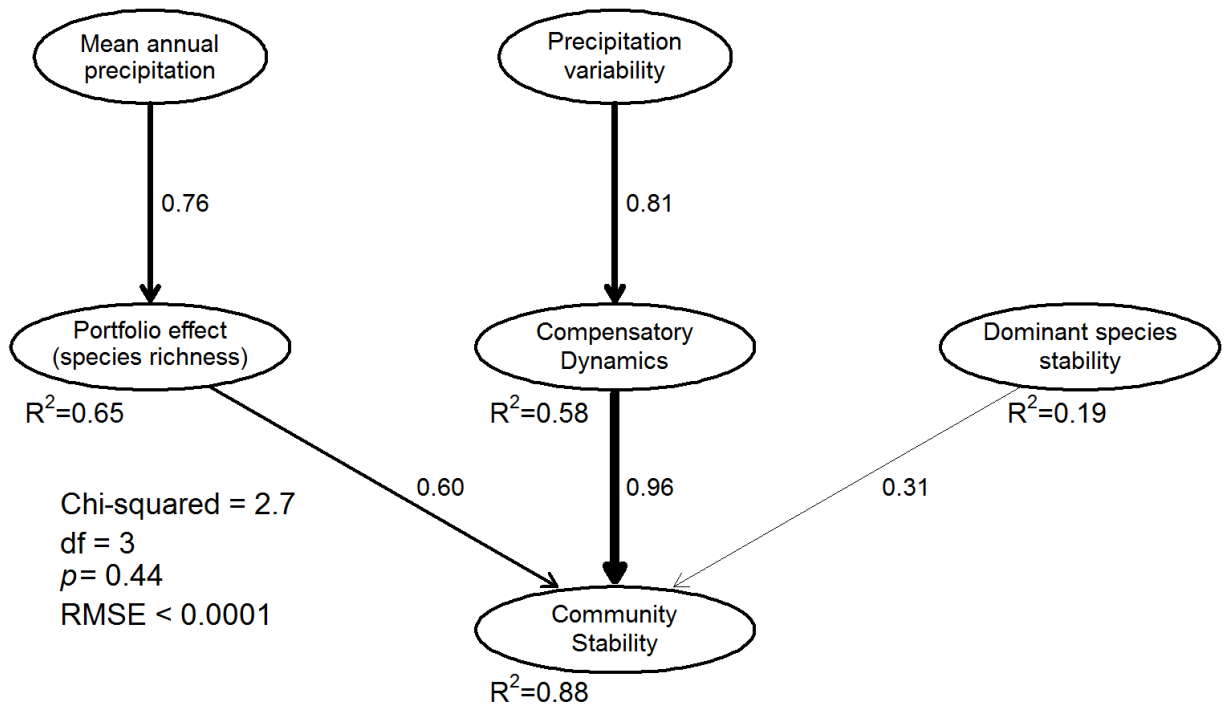 Mean annual
precipitation
Precipitation
variability
0.76
0.81
Portfolio effect
(species richness)
Compensatory
Dynamics
Dominant species
stability
R²=0.65
R²=0.58
R²=0.19
0.60
0.96
0.31
Chi-squared = 2.7
df = 3
p= 0.44
RMSE < 0.0001
Community
Stability
R²=0.88